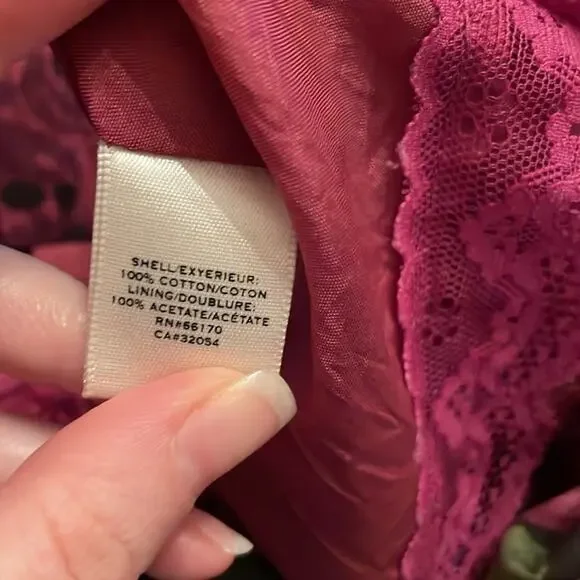 SHELL/EXYERIEUR:
100% COTTON/COTON
LINING/DOUBLURE:
100% ACETATE/ACÉTATE
RN#66170
CA#32054